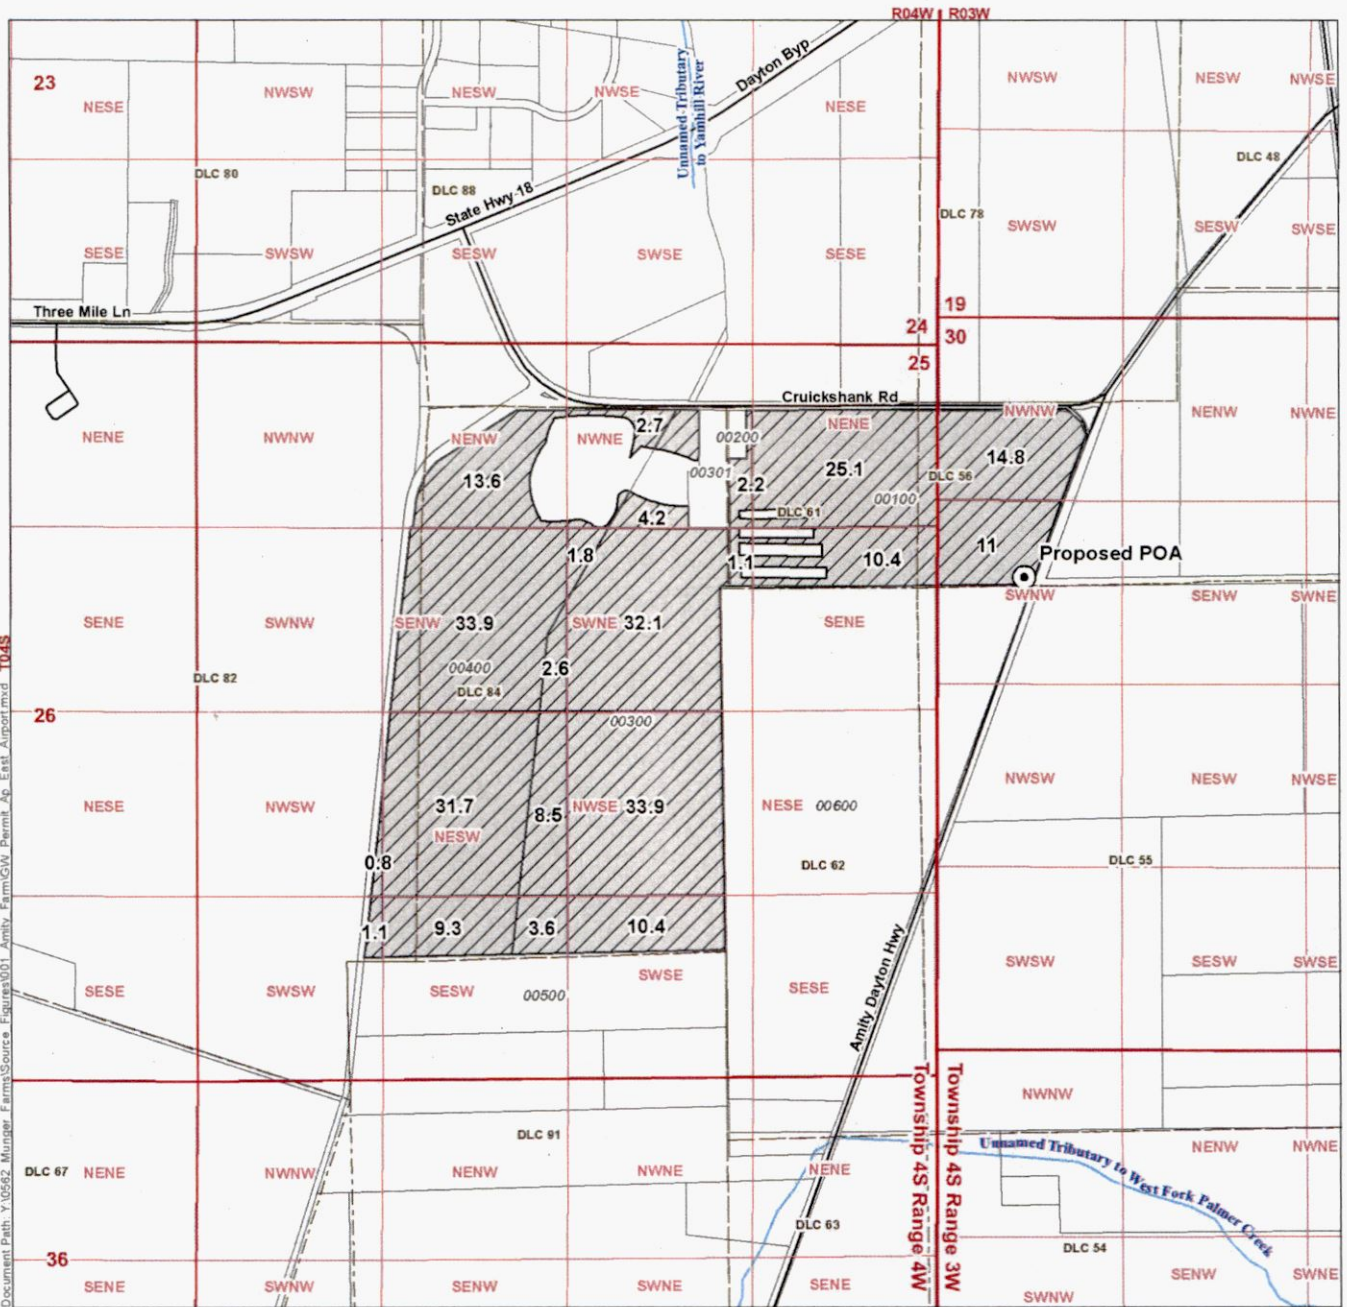 R04W R03W
23
NESE
NWSW
NESW
NWSE
Unnamed Tributary
to Yamhill River
Dayton Byp
NESE
NWSW
NESW
NWSE
DLC 80
DLC 88
State Hwy 18
DLC 78
DLC 48
SESE
SWSW
SESW
SWSE
SESE
SWSW
SESW
SWSE
Three Mile Ln
19
24
30
25
Cruickshank Rd
NENE
NWNW
NENW
NWNE
2.7
00200
NENE
NWNW
NENW
NWNE
13.6
00301
2.2
25.1
14.8
DLC 56
00100
4.2
DLC 61
1.8
1.1
10.4
11
Proposed POA
SENE
SWNW
SENW
33.9
SWNE
32.1
SENE
SWNW
SENW
SWNE
T04S
00400
2.6
DLC 82
DLC 84
26
00300
NESE
NWSW
31.7
NESW
8.5
NWSE
33.9
NESE
00600
NWSW
NESW
NWSE
0.8
DLC 62
DLC 55
1.1
9.3
3.6
10.4
Amity Dayton Hwy
SESE
SWSW
SESW
00500
SWSE
SESE
SWSW
SESW
SWSE
Township 4S Range 4W
Township 4S Range 3W
NWNW
DLC 91
Unnamed Tributary to West Fork Palmer Creek
DLC 67
NENE
NWNW
NENW
NWNE
NENE
NENW
NWNE
DLC 63
DLC 54
36
SENE
SWNW
SENW
SWNE
SENE
SWNW
SENW
SWNE
Document Path: Y:\0562_Munger_Farms\Source_Figures\001_Amity_Farm\GW_Permit_Ap_East_Airport.mxd